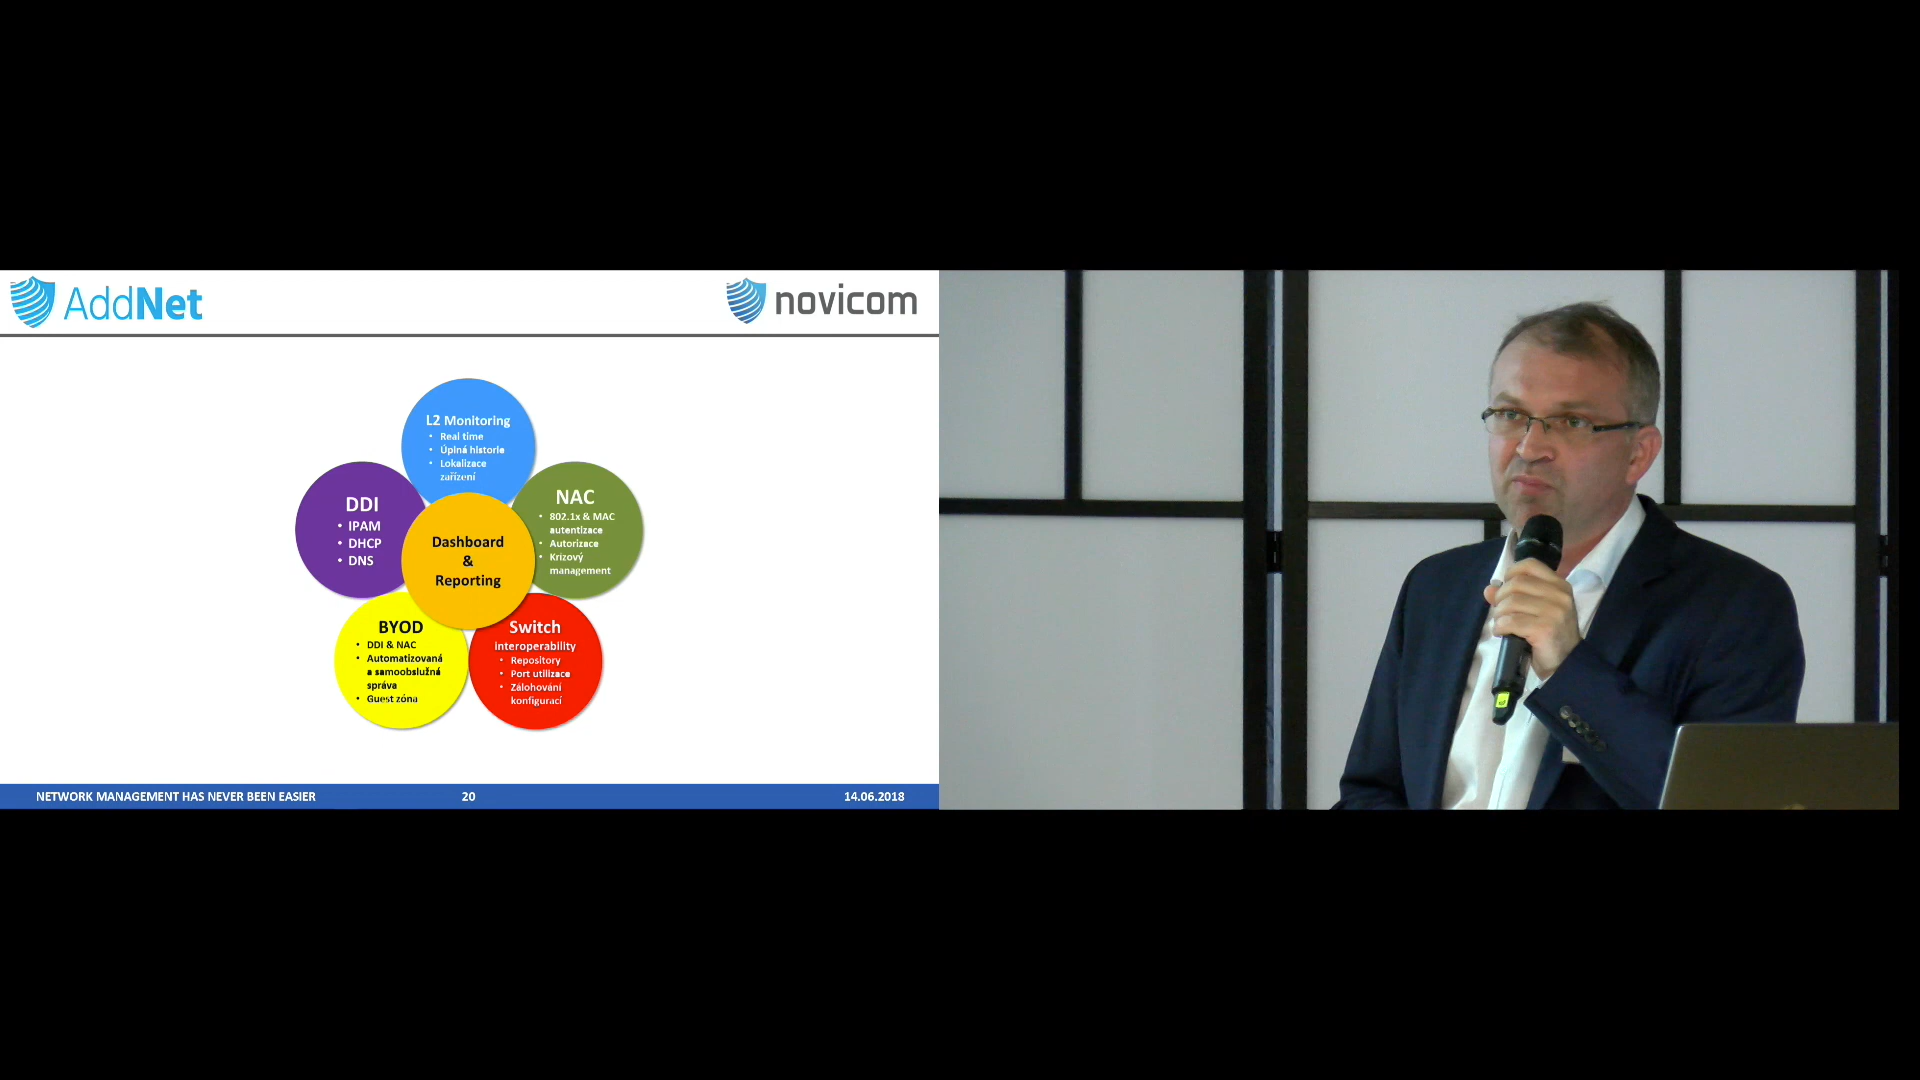 AddNet
novicom
L2 Monitoring
• Real time
• Úplná historie
• Lokalizace
zařízení
DDI
• IPAM
• DHCP
• DNS
NAC
• 802.1x & MAC
autentizace
• Autorizace
• Krizový
management
Dashboard
&
Reporting
BYOD
• DDI & NAC
• Automatizovaná
a samoobslužná
správa
• Guest zóna
Switch
interoperability
• Repository
• Port utilizace
• Zálohování
konfigurací
NETWORK MANAGEMENT HAS NEVER BEEN EASIER 20 14.06.2018